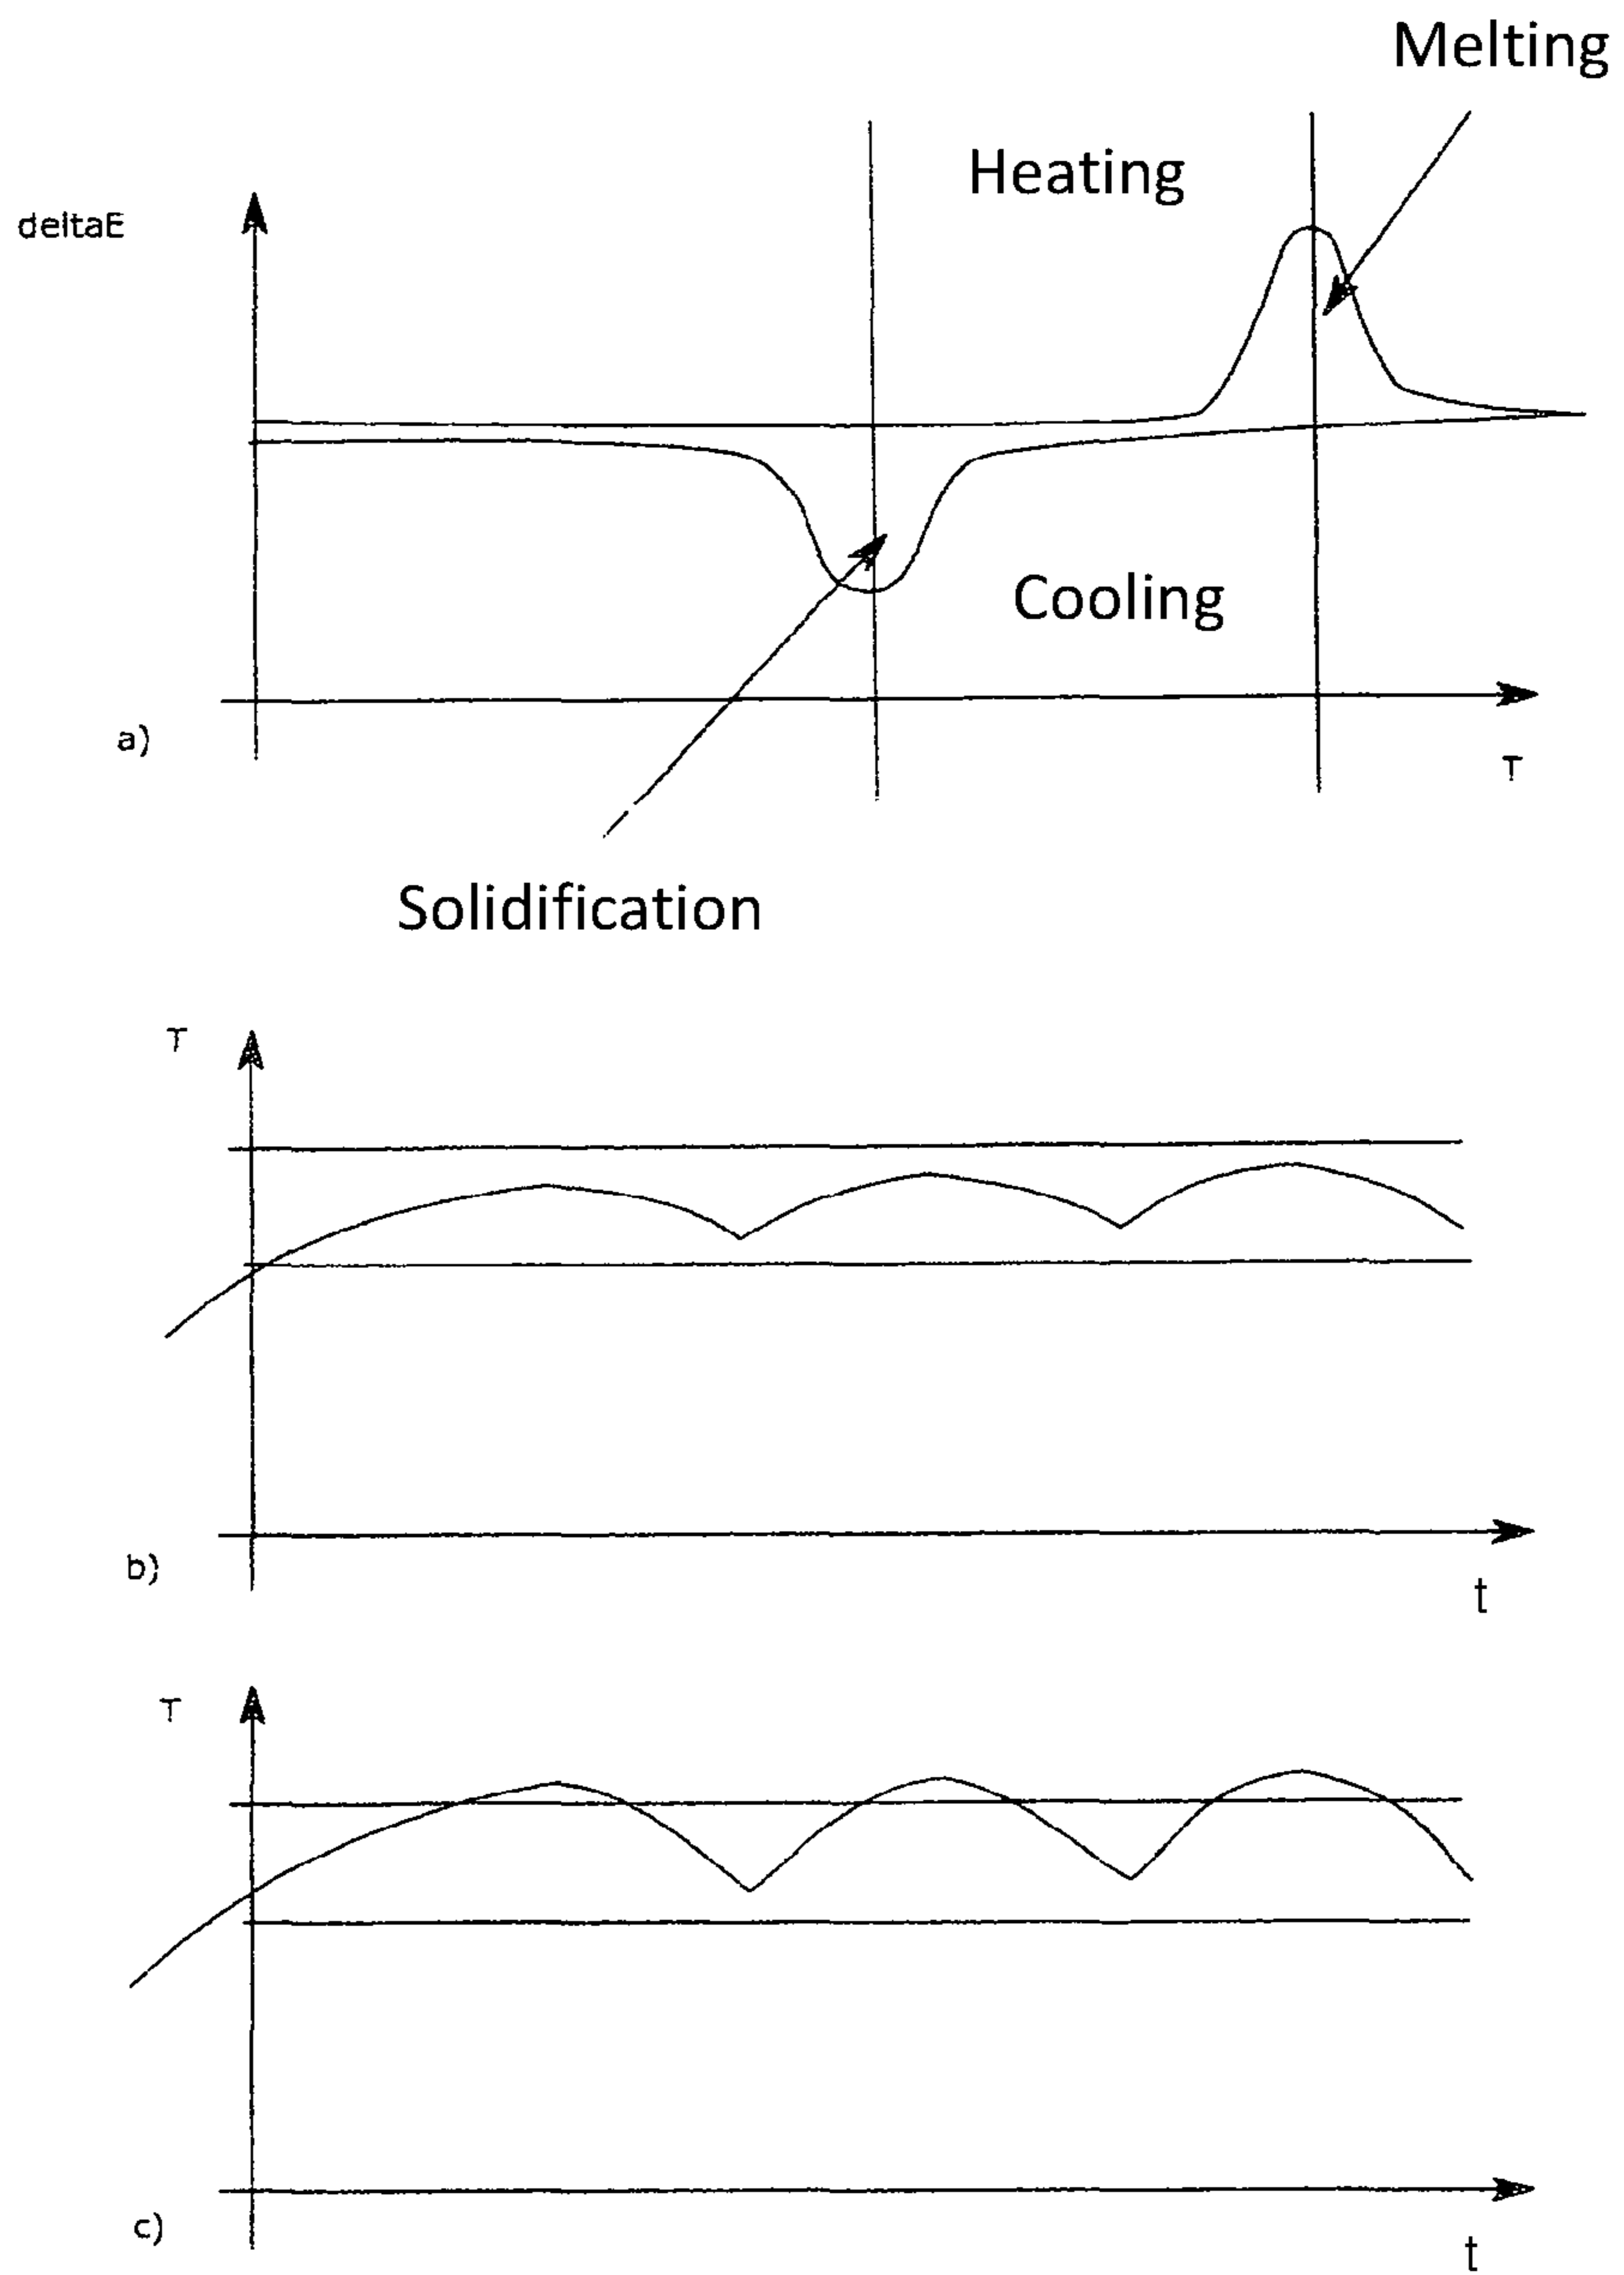 Melting
Heating
deltaE
Cooling
a)
T
Solidification
T
b)
t
T
c)
t